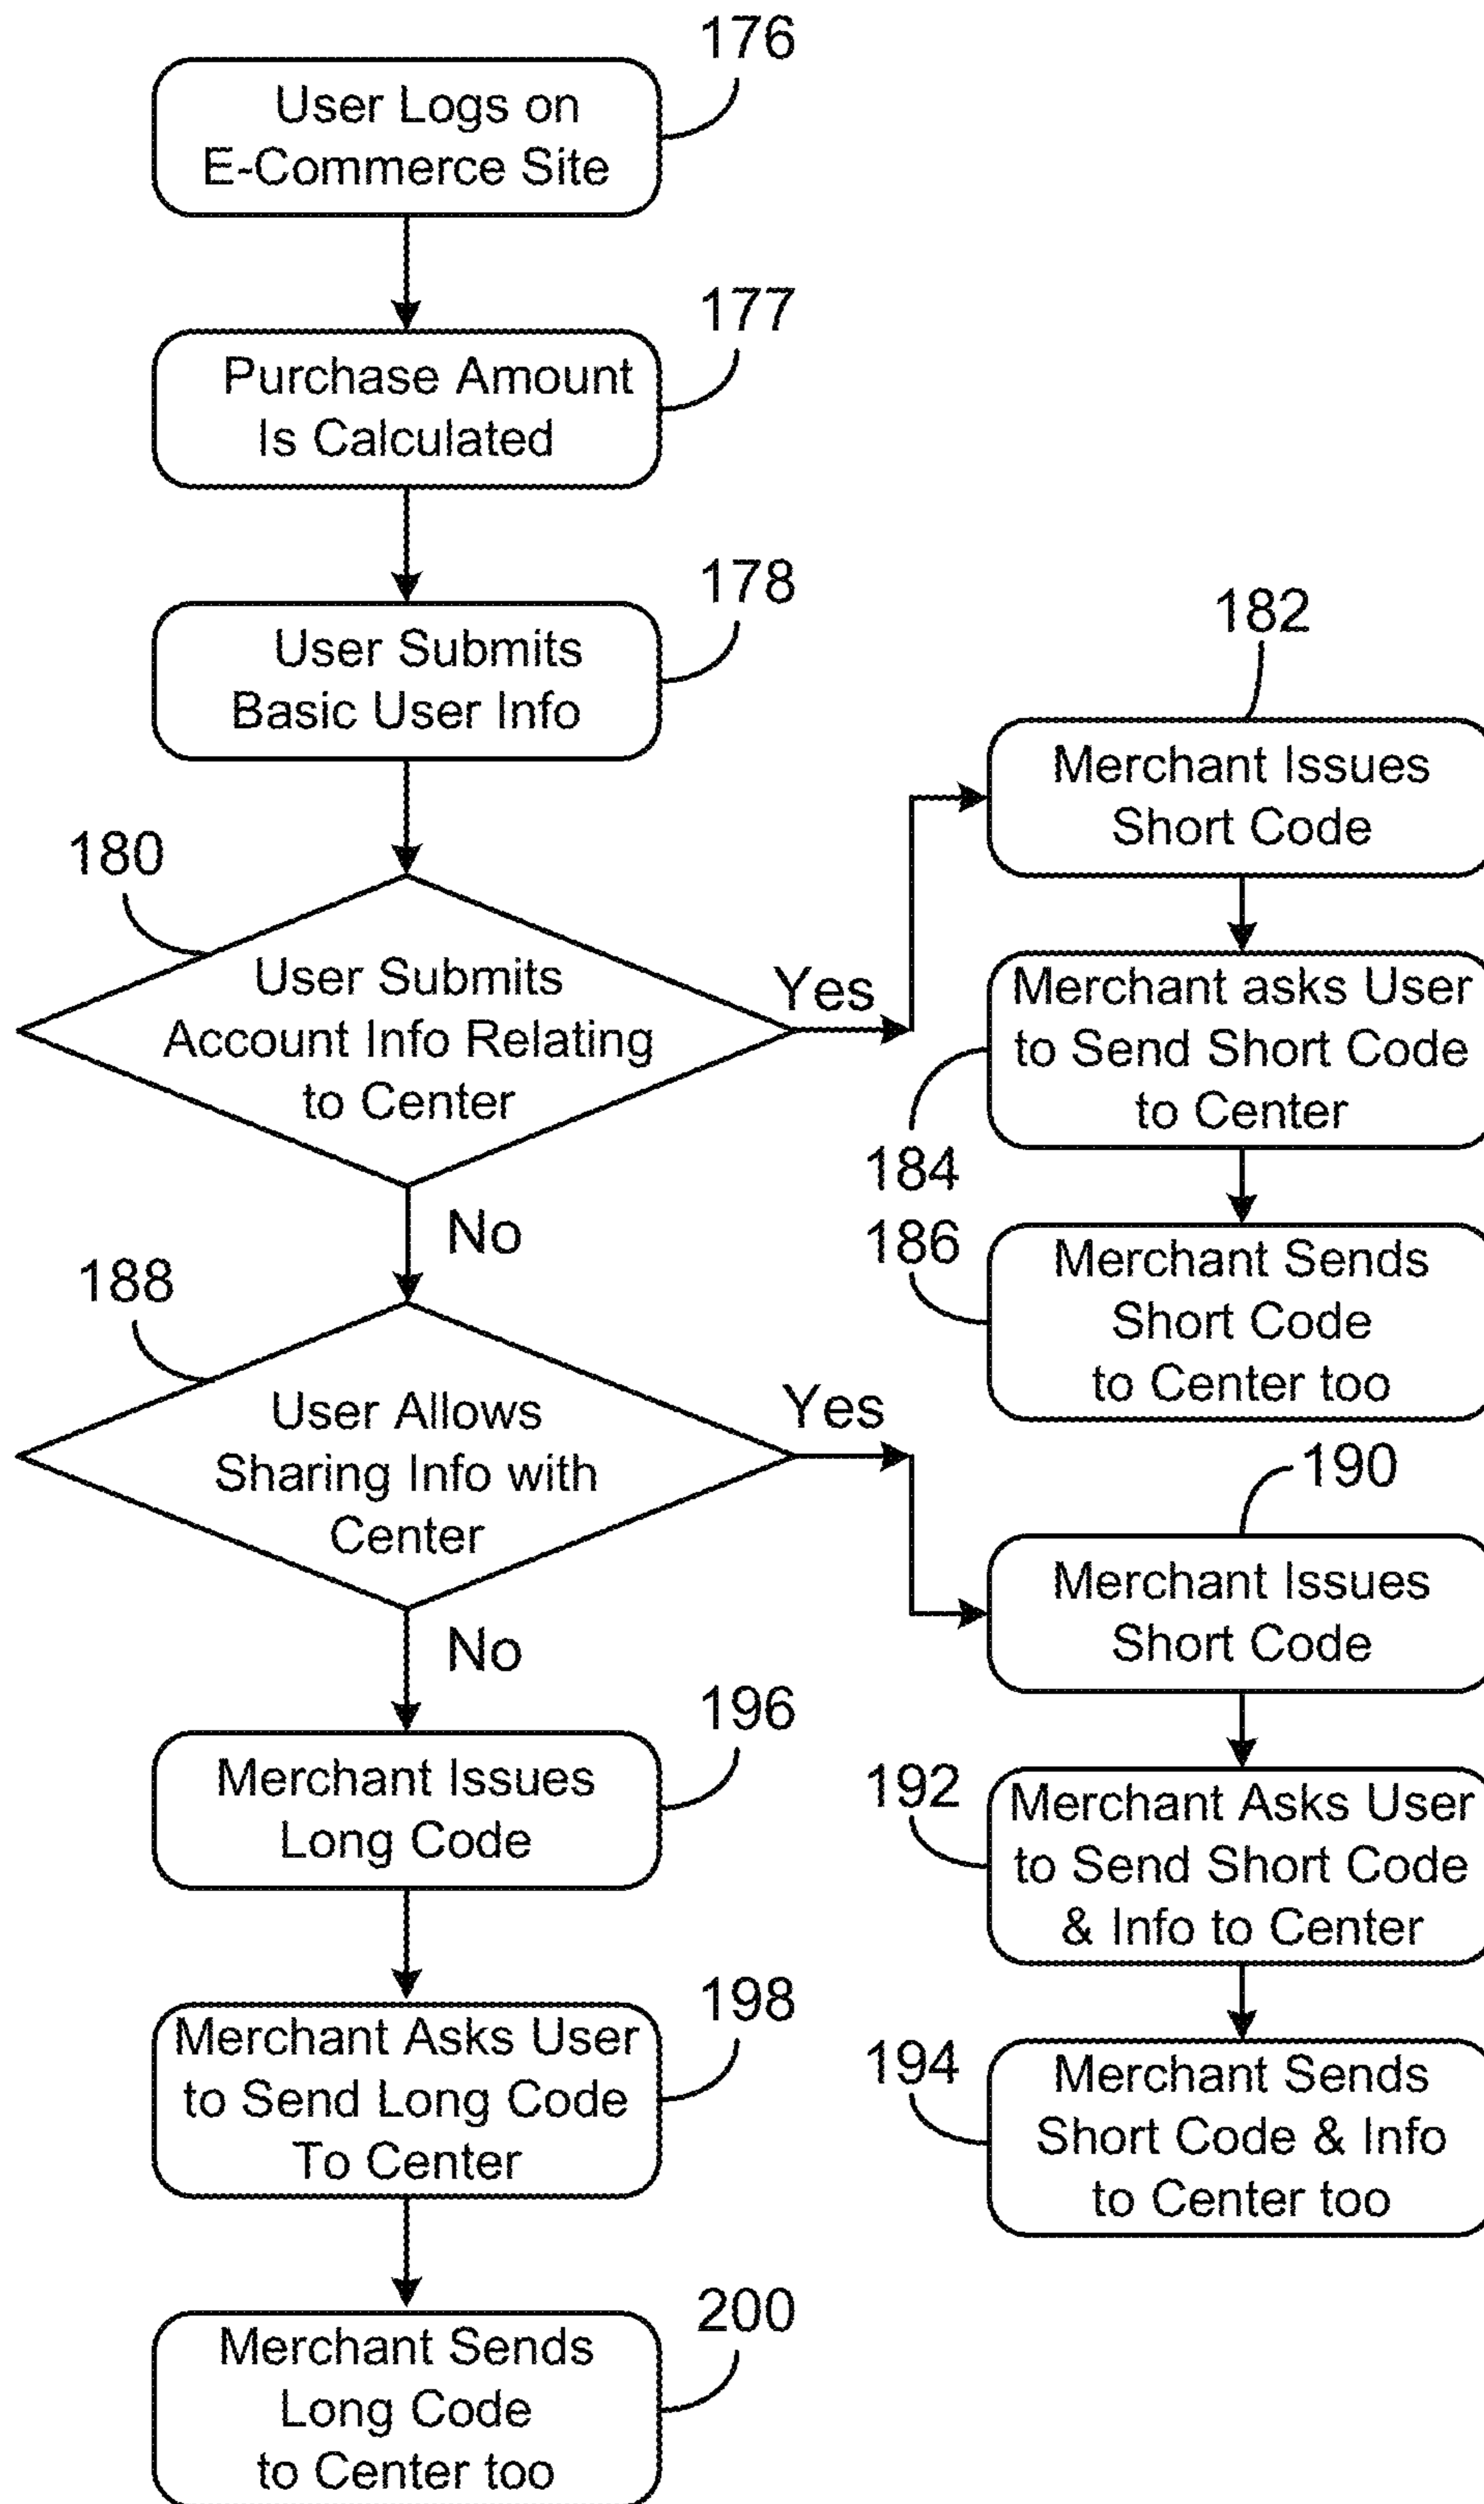 176
User Logs on
E-Commerce Site
177
Purchase Amount
Is Calculated
178
User Submits
Basic User Info
180
User Submits
Account Info Relating
to Center
Yes
No
182
Merchant Issues
Short Code
Merchant asks User
to Send Short Code
to Center
184
186
Merchant Sends
Short Code
to Center too
188
User Allows
Sharing Info with
Center
Yes
No
190
Merchant Issues
Short Code
192
Merchant Asks User
to Send Short Code
& Info to Center
194
Merchant Sends
Short Code & Info
to Center too
196
Merchant Issues
Long Code
198
Merchant Asks User
to Send Long Code
To Center
200
Merchant Sends
Long Code
to Center too